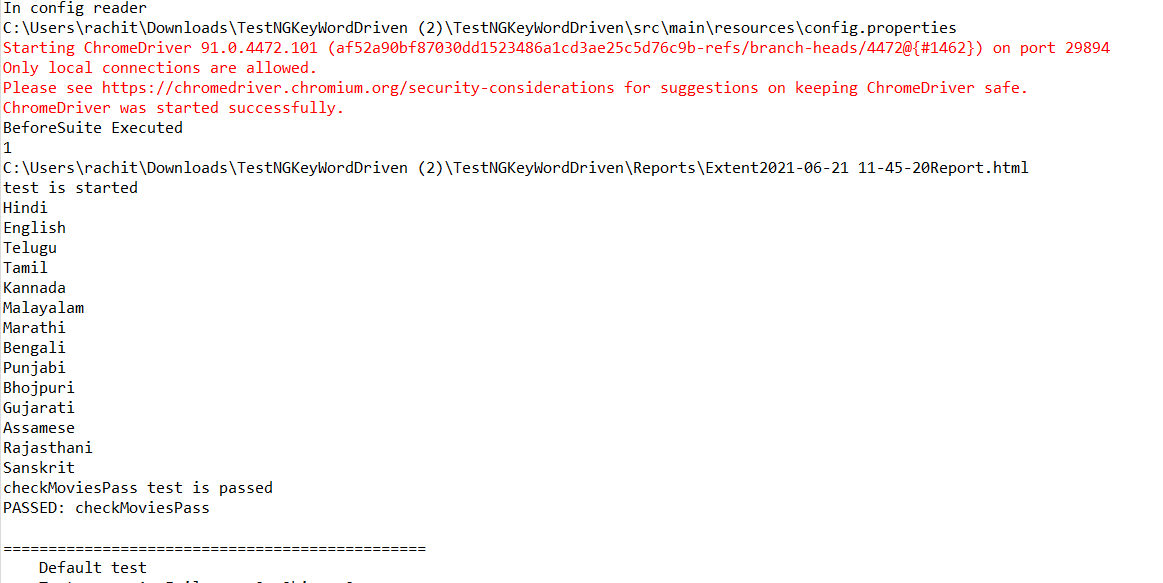 In config reader
C:\Users\rachit\Downloads\TestNGKeyWordDriven (2)\TestNGKeyWordDriven\src\main\resources\config.properties
Starting ChromeDriver 91.0.4472.101 (af52a90bf87030dd1523486a1cd3ae25c5d76c9b-refs/branch-heads/4472@{#1462}) on port 29894
Only local connections are allowed.
Please see https://chromedriver.chromium.org/security-considerations for suggestions on keeping ChromeDriver safe.
ChromeDriver was started successfully.
BeforeSuite Executed
1
C:\Users\rachit\Downloads\TestNGKeyWordDriven (2)\TestNGKeyWordDriven\Reports\Extent2021-06-21 11-45-20Report.html
test is started
Hindi
English
Telugu
Tamil
Kannada
Malayalam
Marathi
Bengali
Punjabi
Bhojpuri
Gujarati
Assamese
Rajasthani
Sanskrit
checkMoviesPass test is passed
PASSED: checkMoviesPass
===============================================
Default test